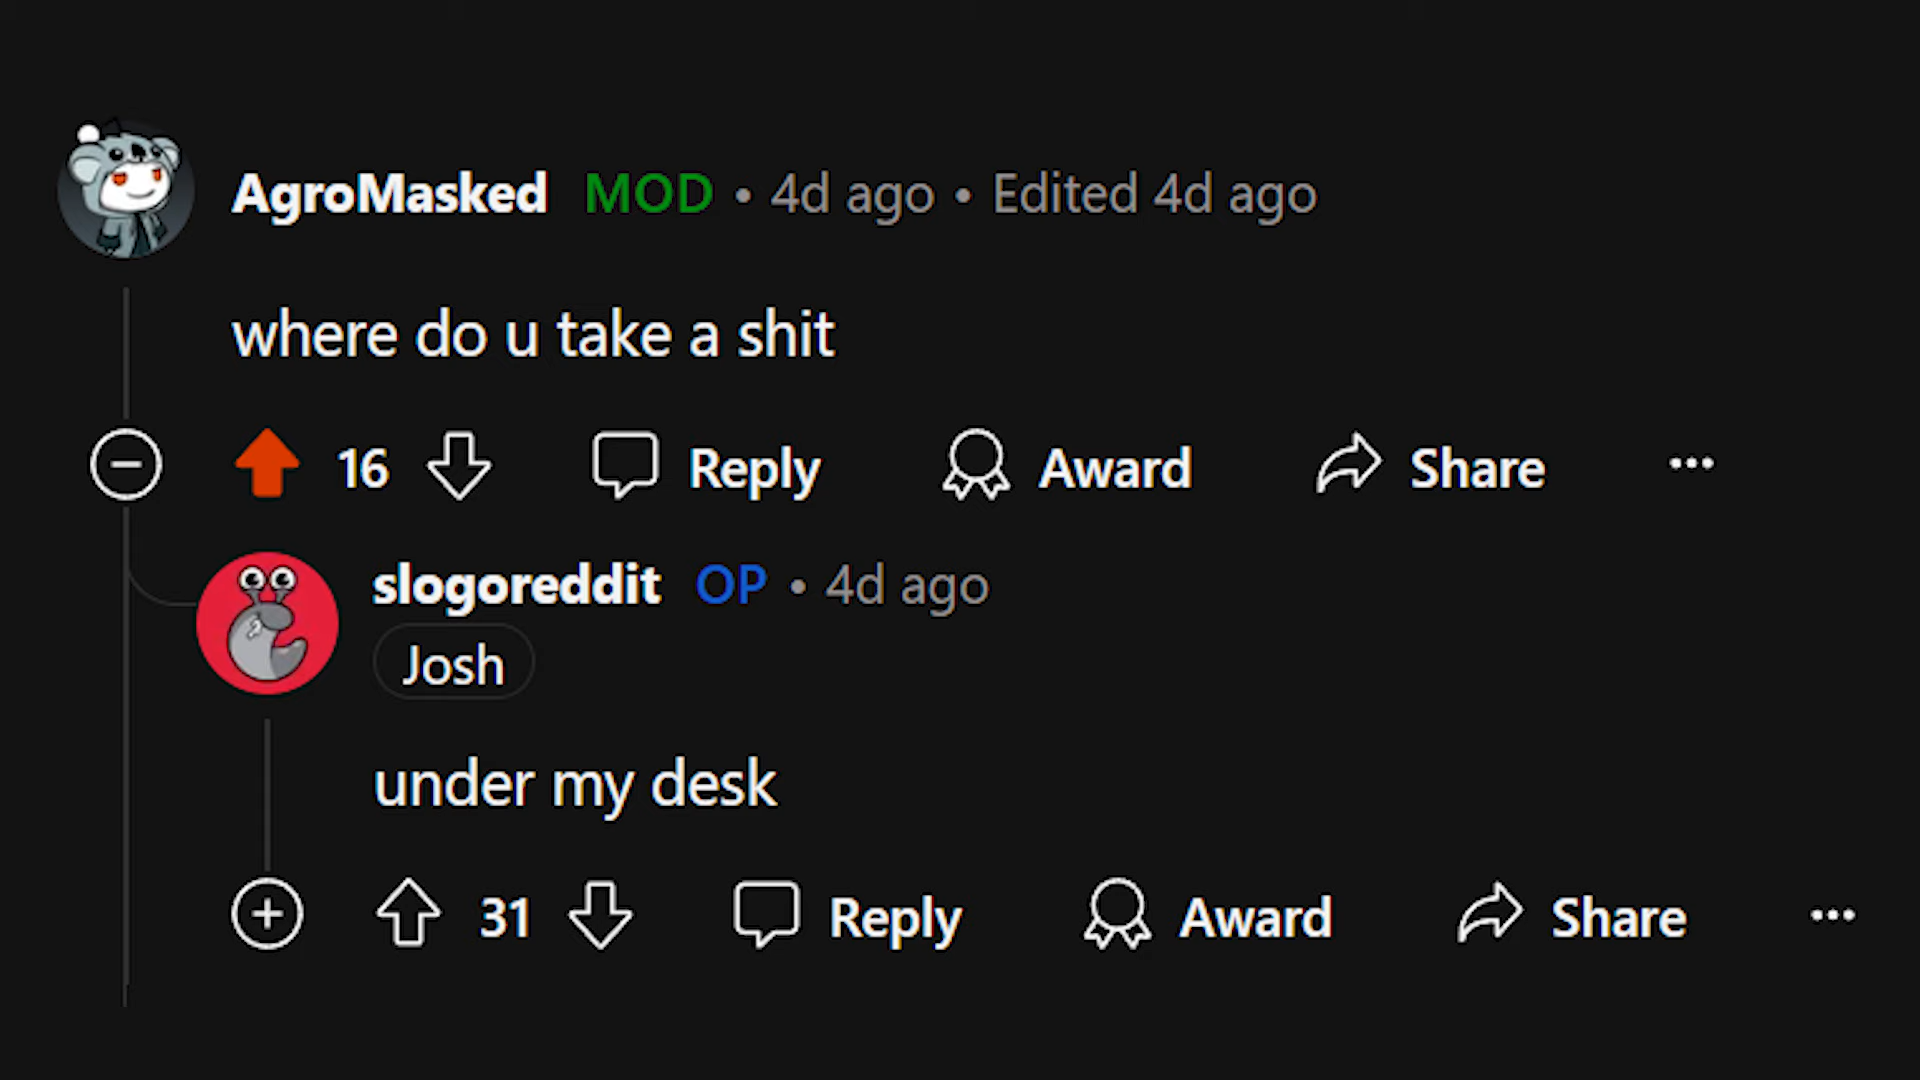 AgroMasked MOD • 4d ago • Edited 4d ago
where do u take a shit
16 Reply Award Share ...
slogoreddit OP • 4d ago
Josh
under my desk
31 Reply Award Share ...